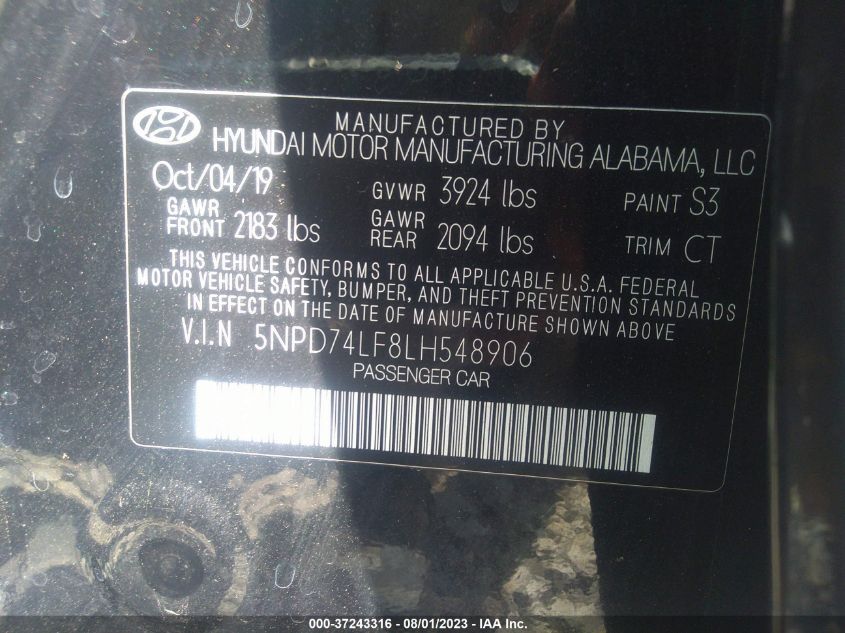 MANUFACTURED BY
HYUNDAI MOTOR MANUFACTURING ALABAMA, LLC
Oct/04/19 GVWR 3924 lbs PAINT S3
GAWR FRONT 2183 lbs GAWR REAR 2094 lbs TRIM CT
THIS VEHICLE CONFORMS TO ALL APPLICABLE U.S.A. FEDERAL
MOTOR VEHICLE SAFETY, BUMPER, AND THEFT PREVENTION STANDARDS
IN EFFECT ON THE DATE OF MANUFACTURE SHOWN ABOVE.
V.I.N 5NPD74LF8LH548906
PASSENGER CAR
000-37243316 - 08/01/2023 - IAA Inc.